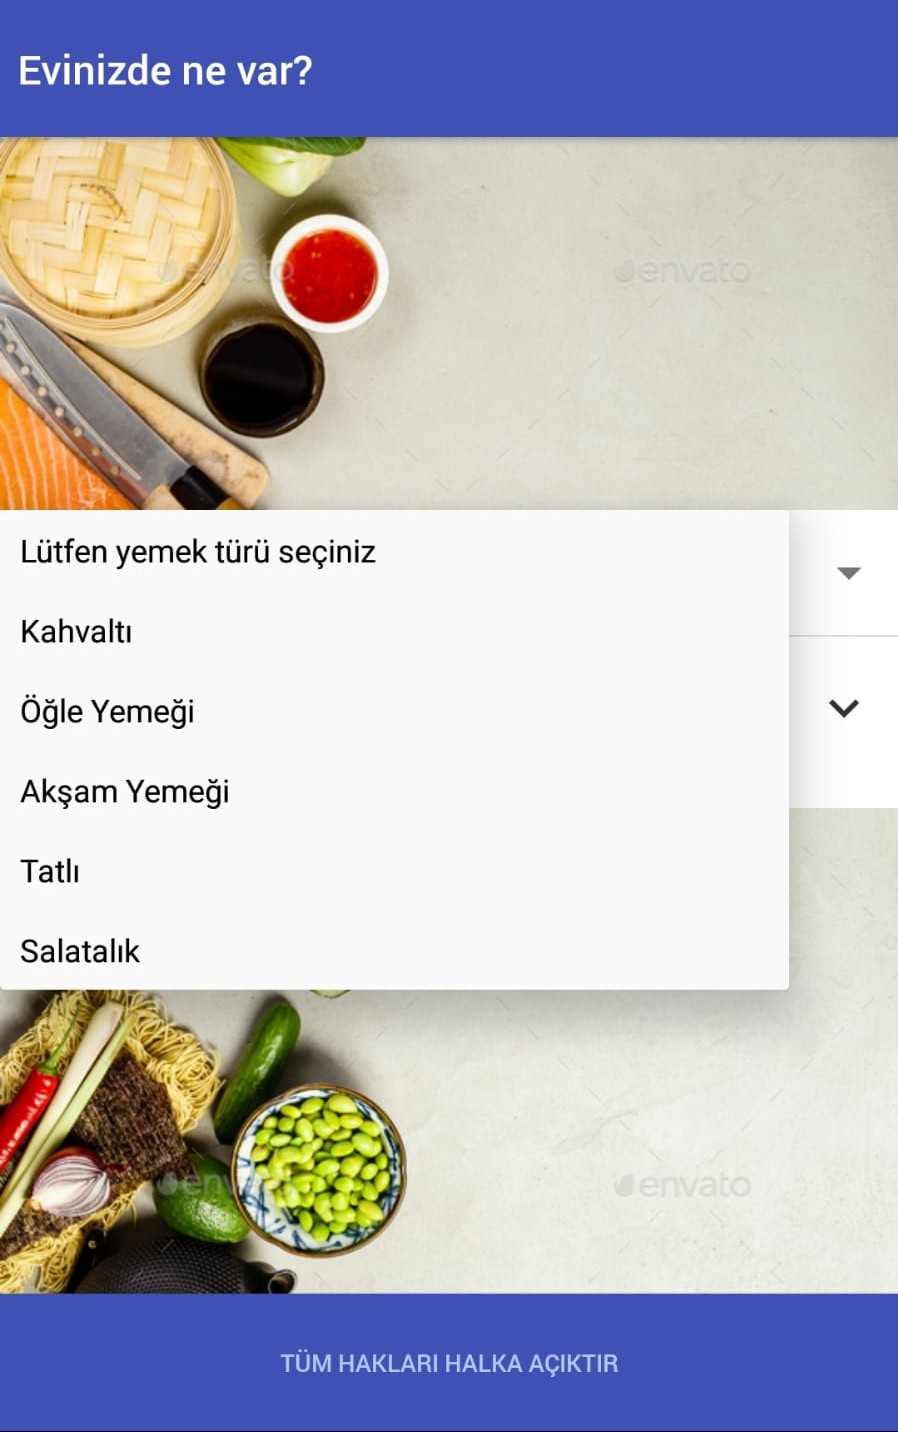 Evinizde ne var?
envato
envato
Lütfen yemek türü seçiniz
Kahvaltı
Öğle Yemeği
Akşam Yemeği
Tatlı
Salatalık
envato
TÜM HAKLARI HALKA AÇIKTIR